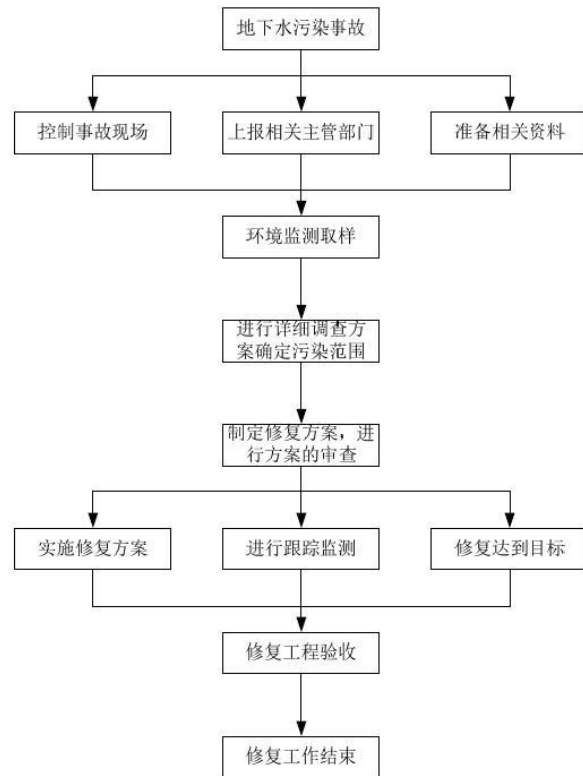 地下水污染事故
控制事故现场
上报相关主管部门
准备相关资料
环境监测取样
进行详细调查方
案确定污染范围
制定修复方案，进
行方案的审查
实施修复方案
进行跟踪监测
修复达到目标
修复工程验收
修复工作结束